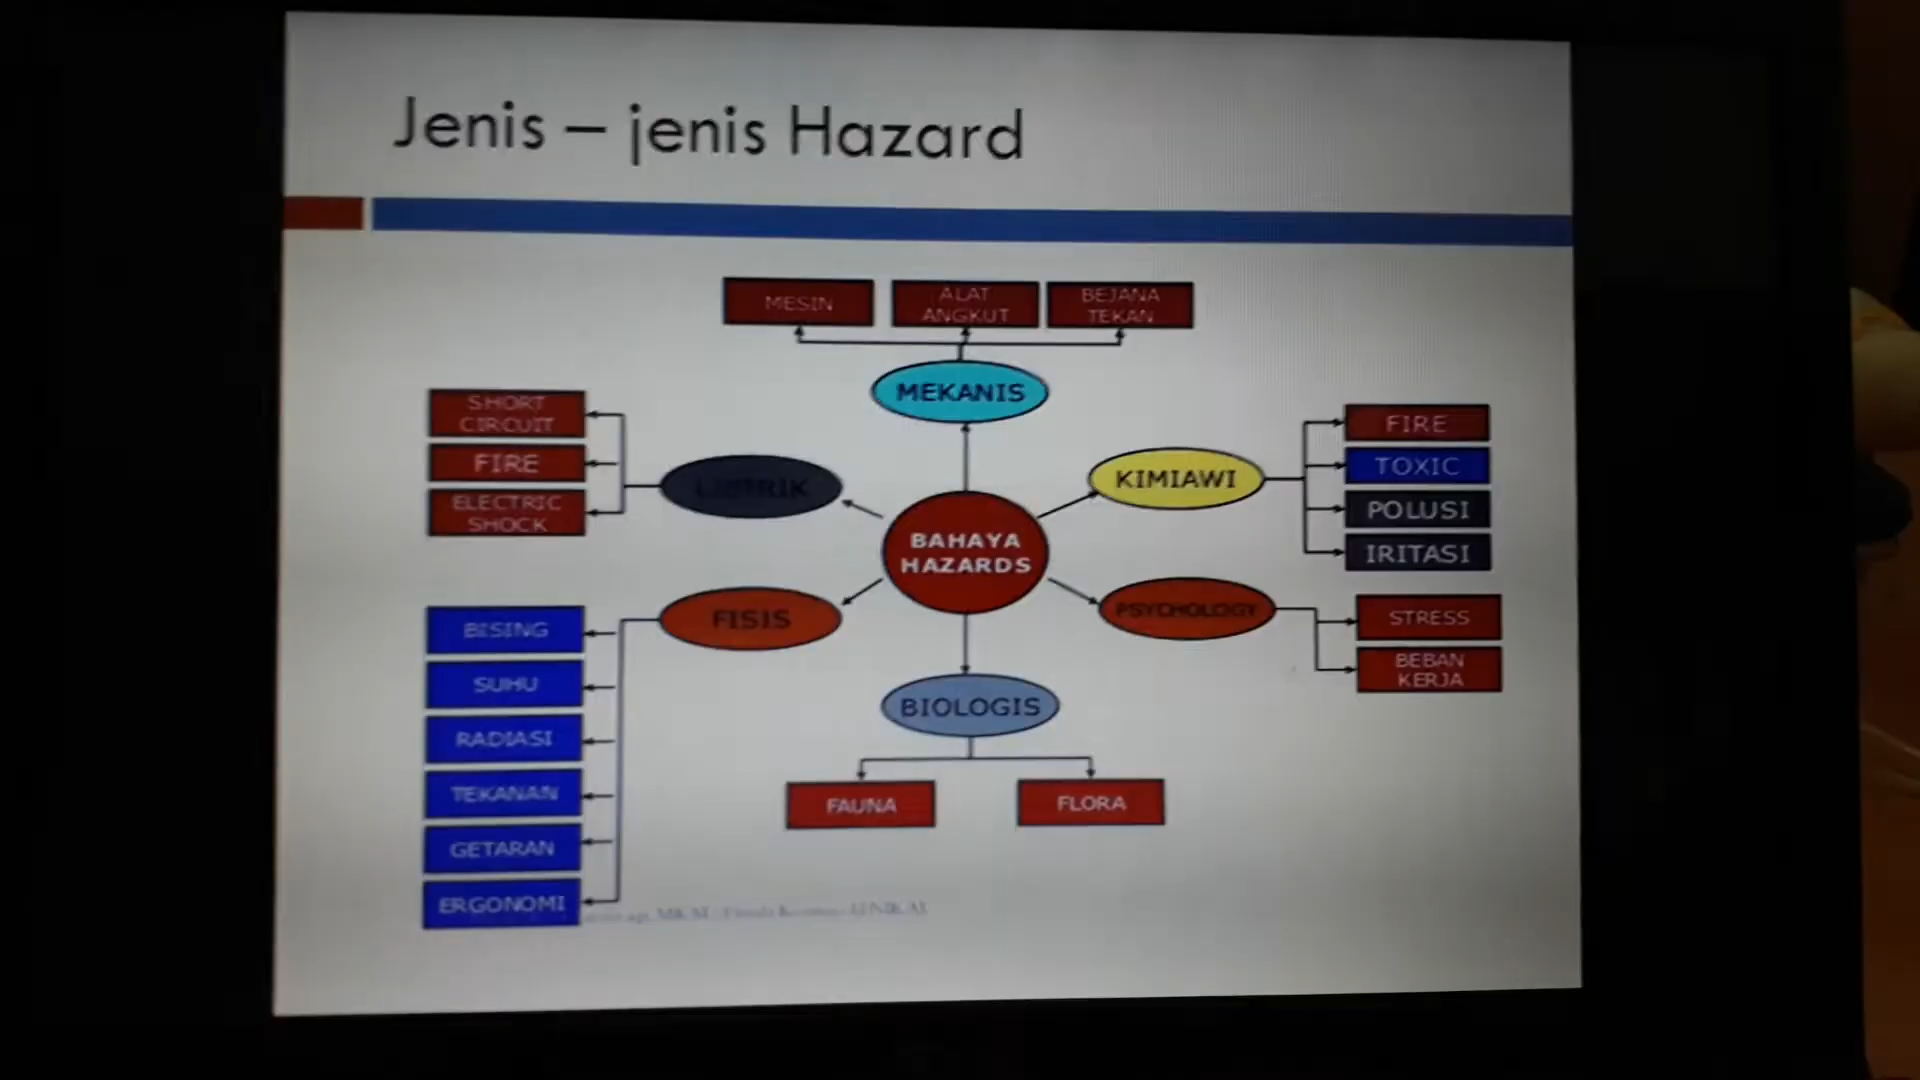 Jenis – jenis Hazard
MESIN
ALAT
ANGKUT
BEJANA
TEKAN
MEKANIS
SHORT
CIRCUIT
FIRE
ELECTRIC
SHOCK
LISTRIK
KIMIAWI
FIRE
TOXIC
POLUSI
IRITASI
BAHAYA
HAZARDS
FISIS
BISING
SUHU
RADIASI
TEKANAN
GETARAN
ERGONOMI
PSYCHOLOGY
STRESS
BEBAN
KERJA
BIOLOGIS
FAUNA
FLORA